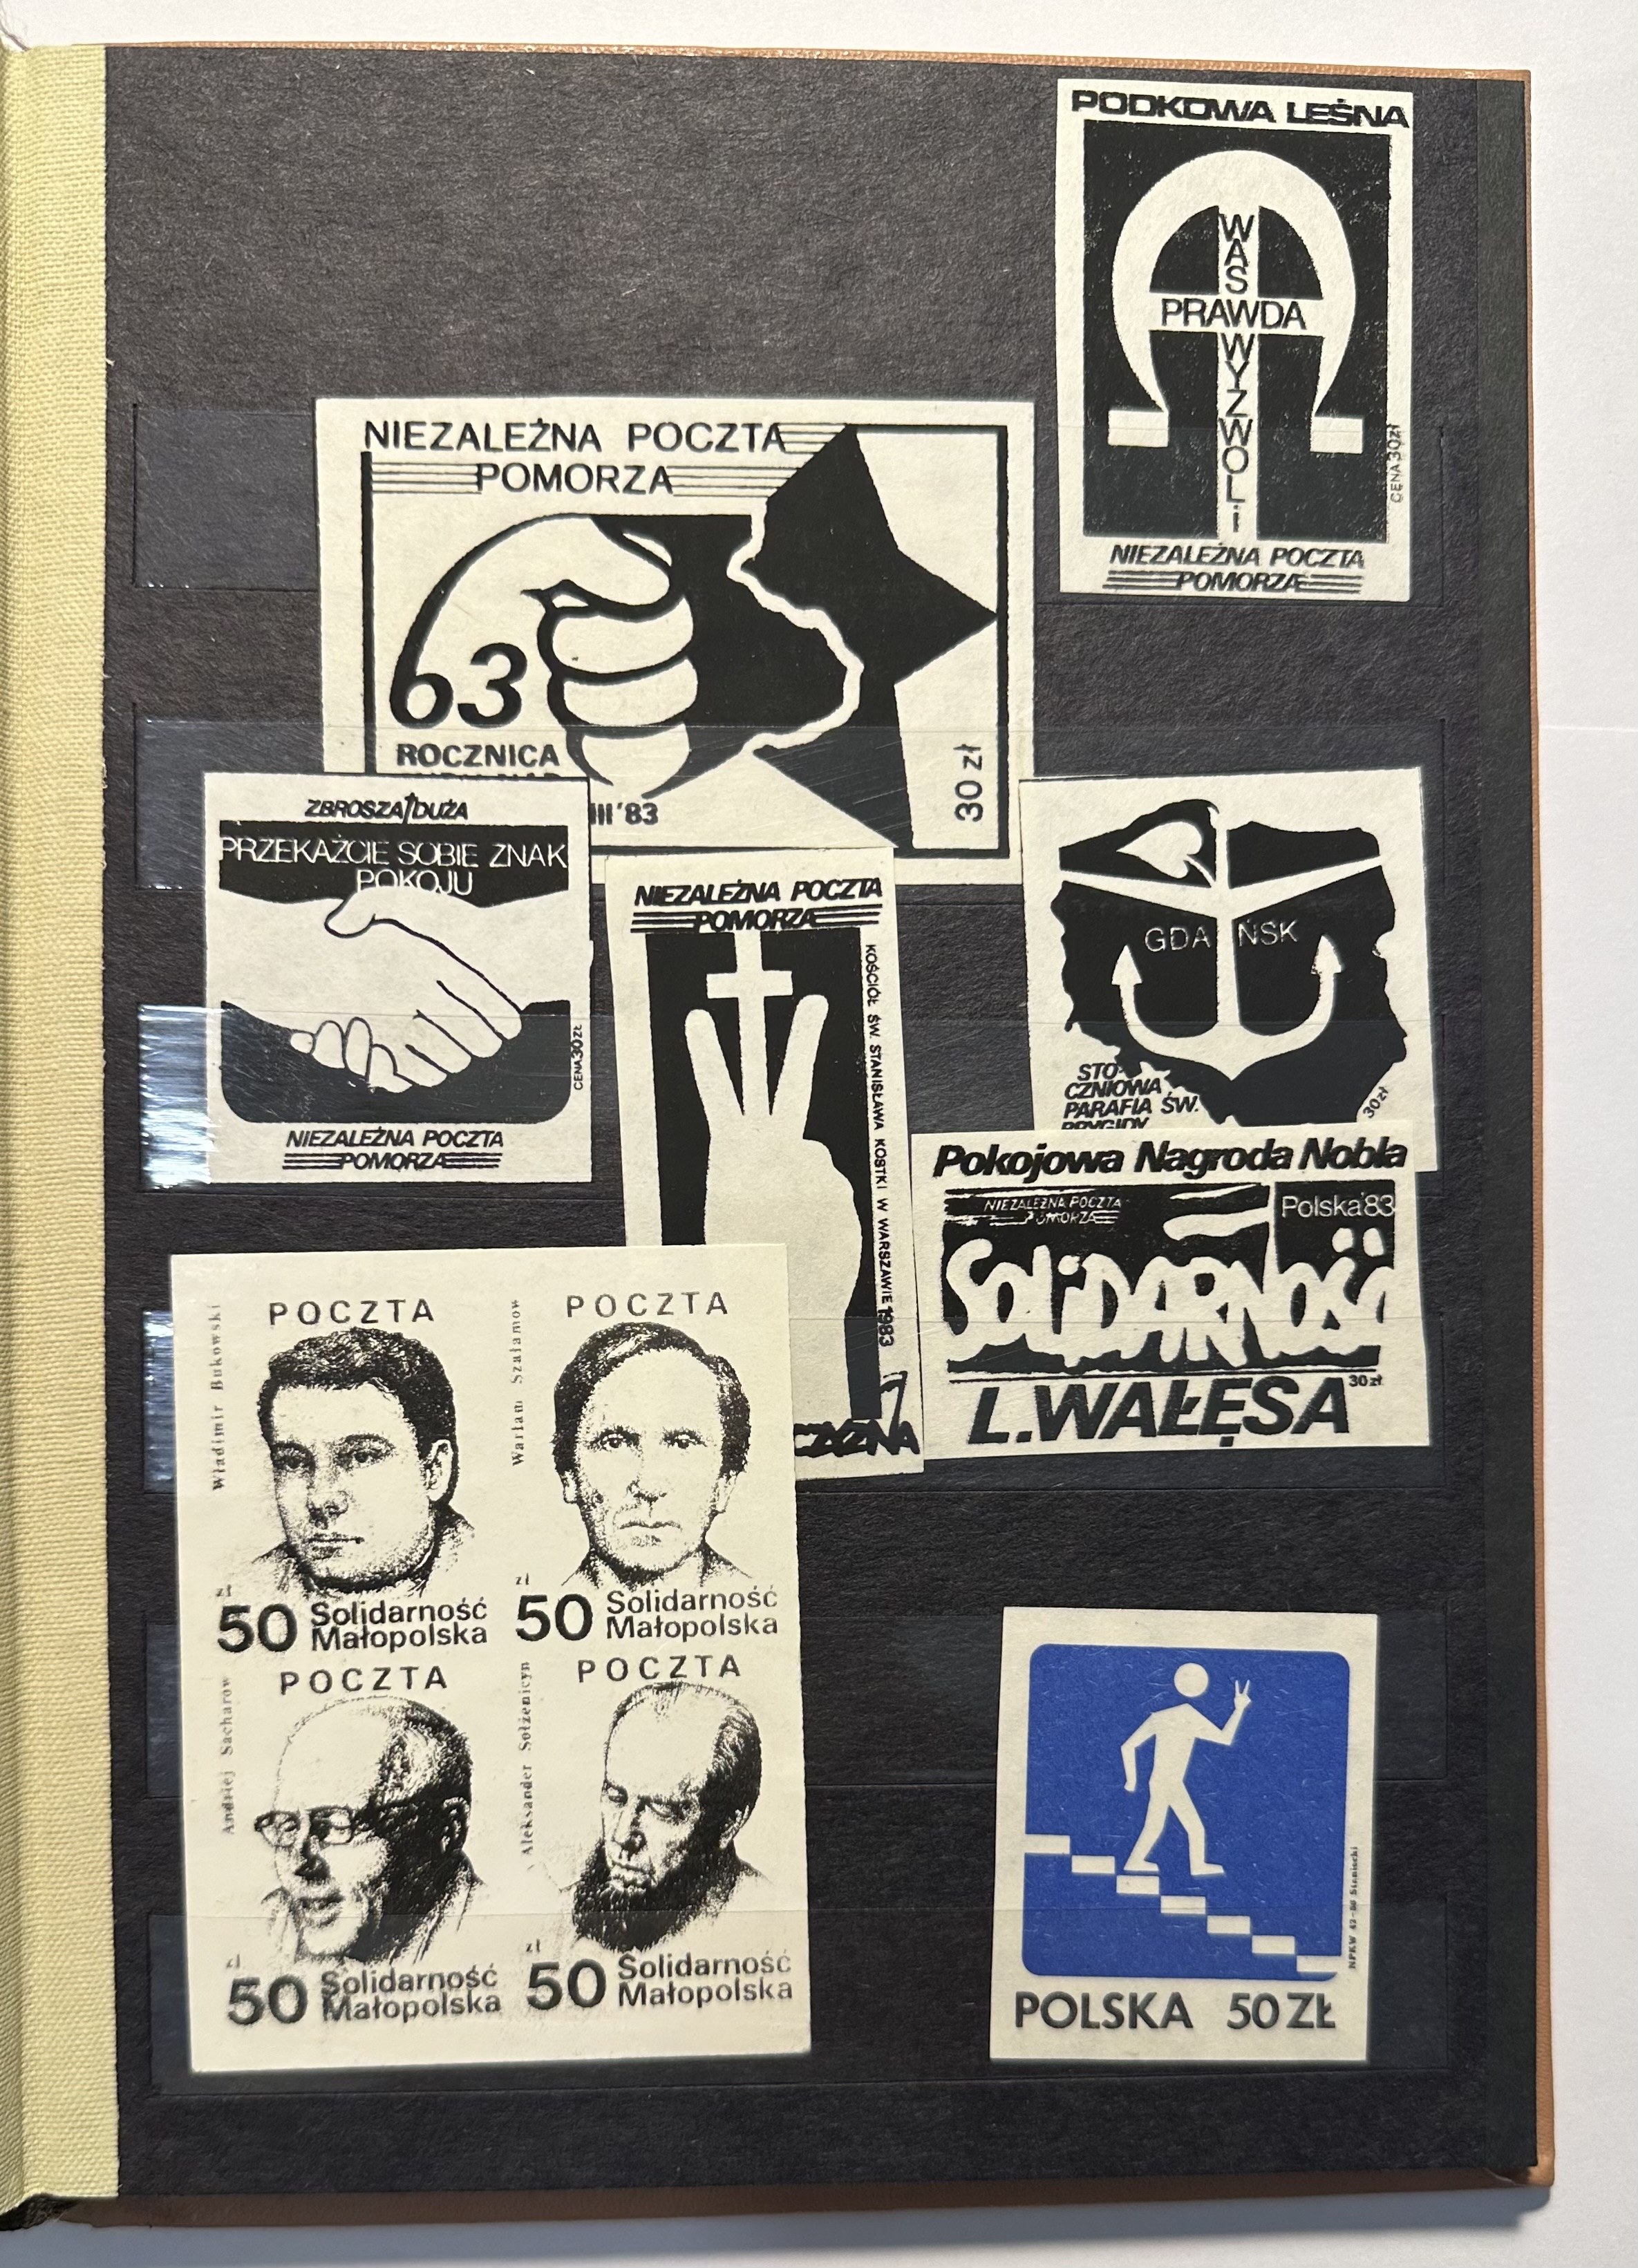 PODKOWA LEŚNA
WAS
PRAWDA
WYZWOLi
CENA 30zł
NIEZALEŻNA POCZTA
POMORZA
NIEZALEŻNA POCZTA
POMORZA
63
ROCZNICA
III'83
30 zł
ZBROSZA DUŻA
PRZEKAŻCIE SOBIE ZNAK
POKOJU
CENA 30 ZŁ
NIEZALEŻNA POCZTA
POMORZA
NIEZALEŻNA POCZTA
POMORZA
KOŚCIÓŁ ŚW. STANISŁAWA KOSTKI W WARSZAWIE 1983
GDAŃSK
STO-
CZNIOWA
PARAFIA ŚW.
BRYGIDY
30 zł
Pokojowa Nagroda Nobla
NIEZALEŻNA POCZTA
POMORZA
Polska'83
SOLiDARNOŚĆ
30 zł
L.WAŁĘSA
POCZTA
Władimir Bukowski
zł
50 Solidarność
Małopolska
POCZTA
Warłam Szałamow
zł
50 Solidarność
Małopolska
POCZTA
Andriej Sacharow
zł
50 Solidarność
Małopolska
POCZTA
Aleksander Sołżenicyn
zł
50 Solidarność
Małopolska
POLSKA 50 ZŁ